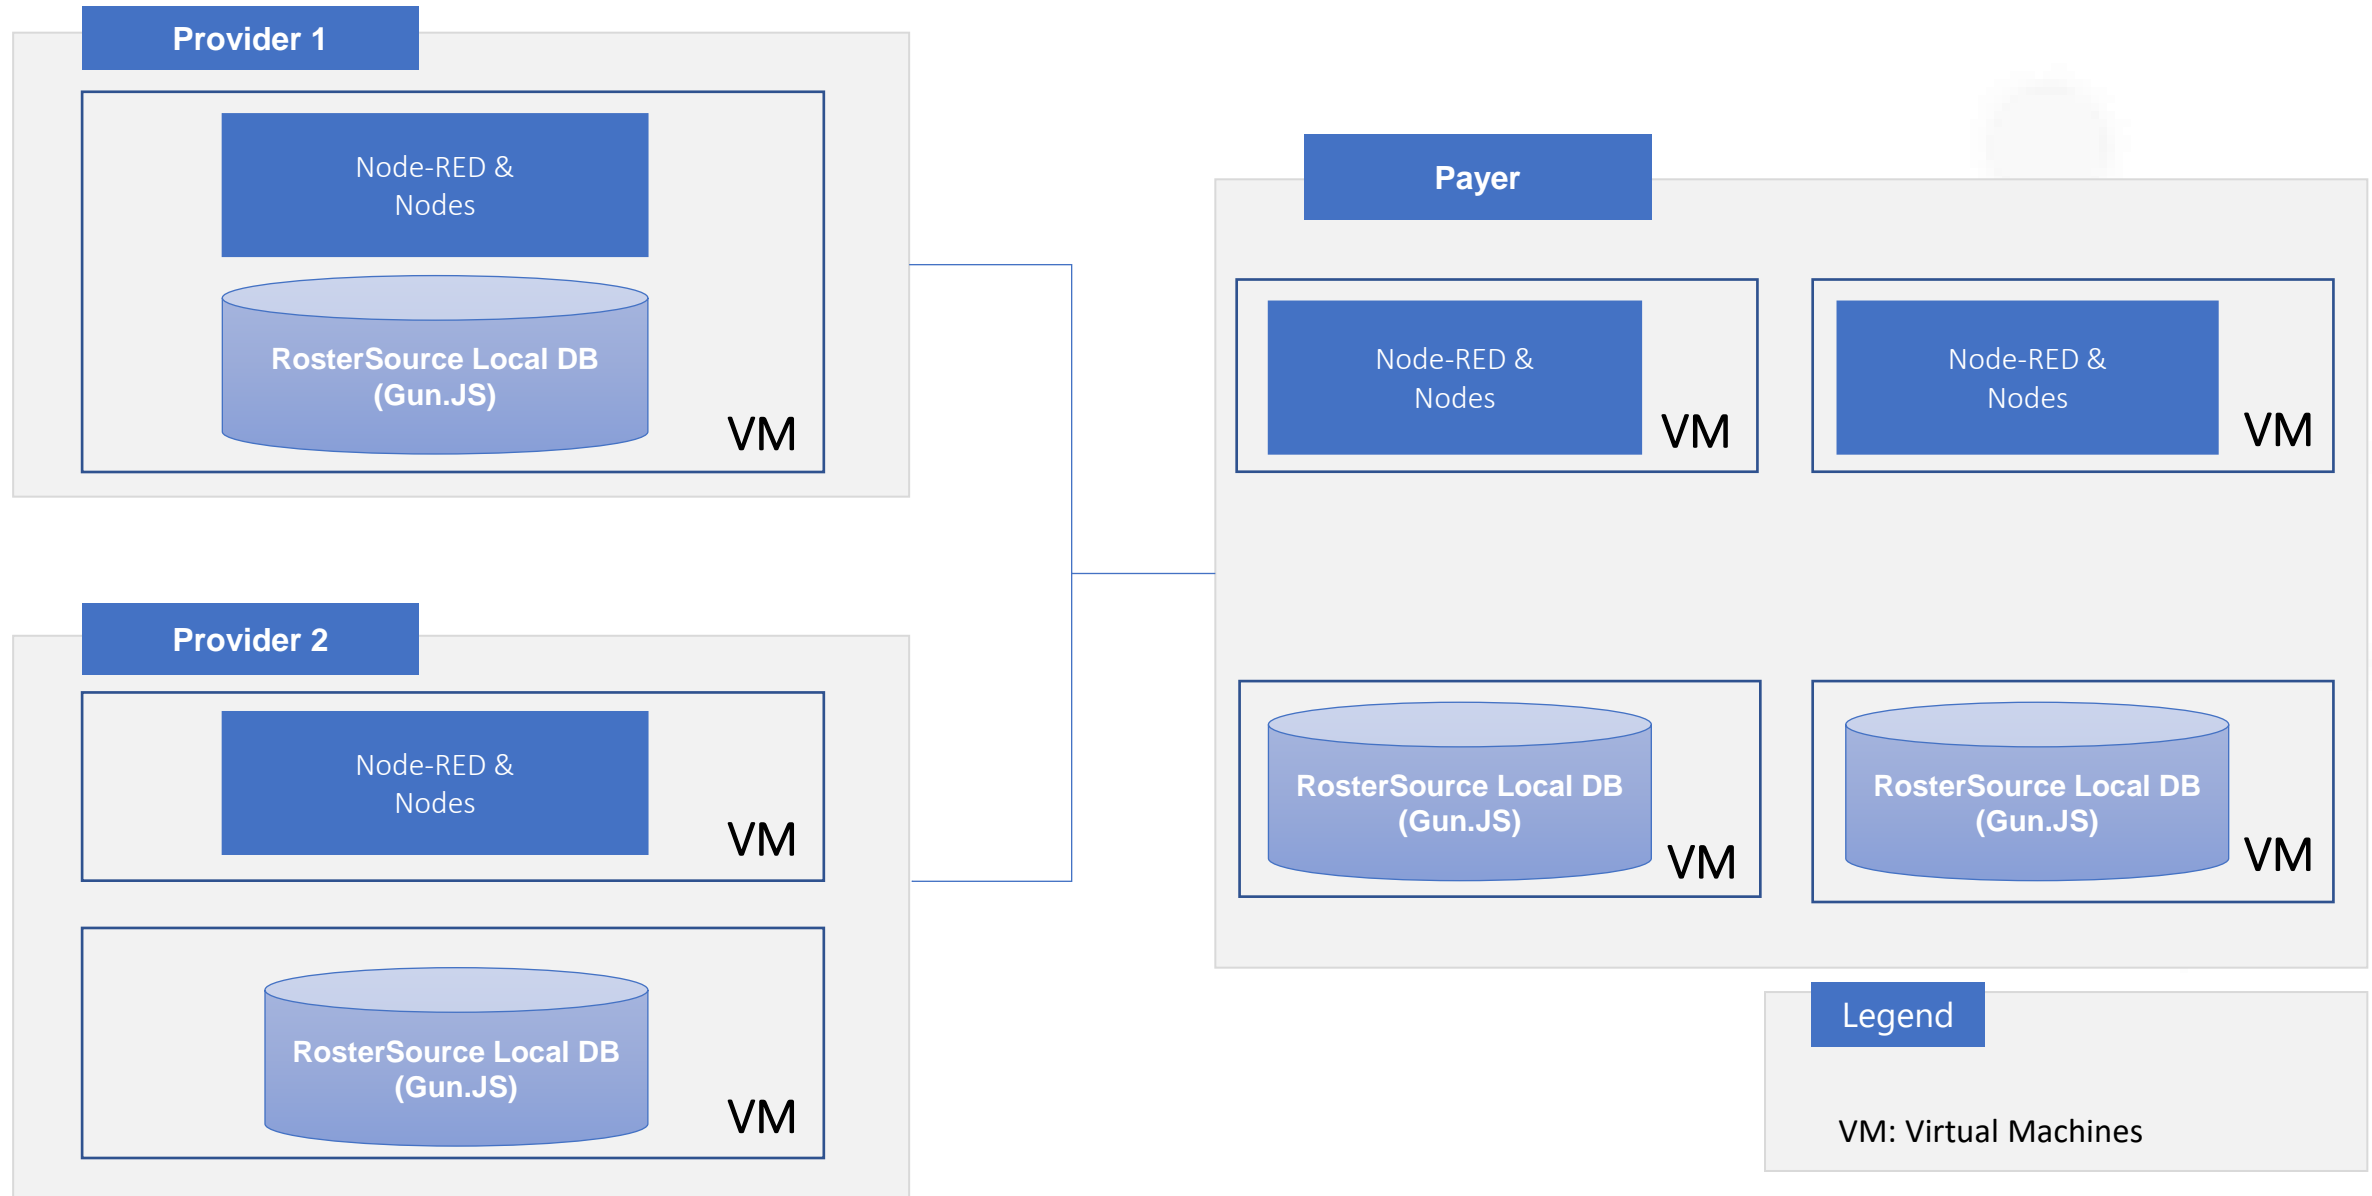 Provider 1
Node-RED &
Nodes
RosterSource Local DB
(Gun.JS)
VM
Provider 2
Node-RED &
Nodes
VM
RosterSource Local DB
(Gun.JS)
VM
Payer
Node-RED &
Nodes
VM
Node-RED &
Nodes
VM
RosterSource Local DB
(Gun.JS)
VM
RosterSource Local DB
(Gun.JS)
VM
Legend
VM: Virtual Machines